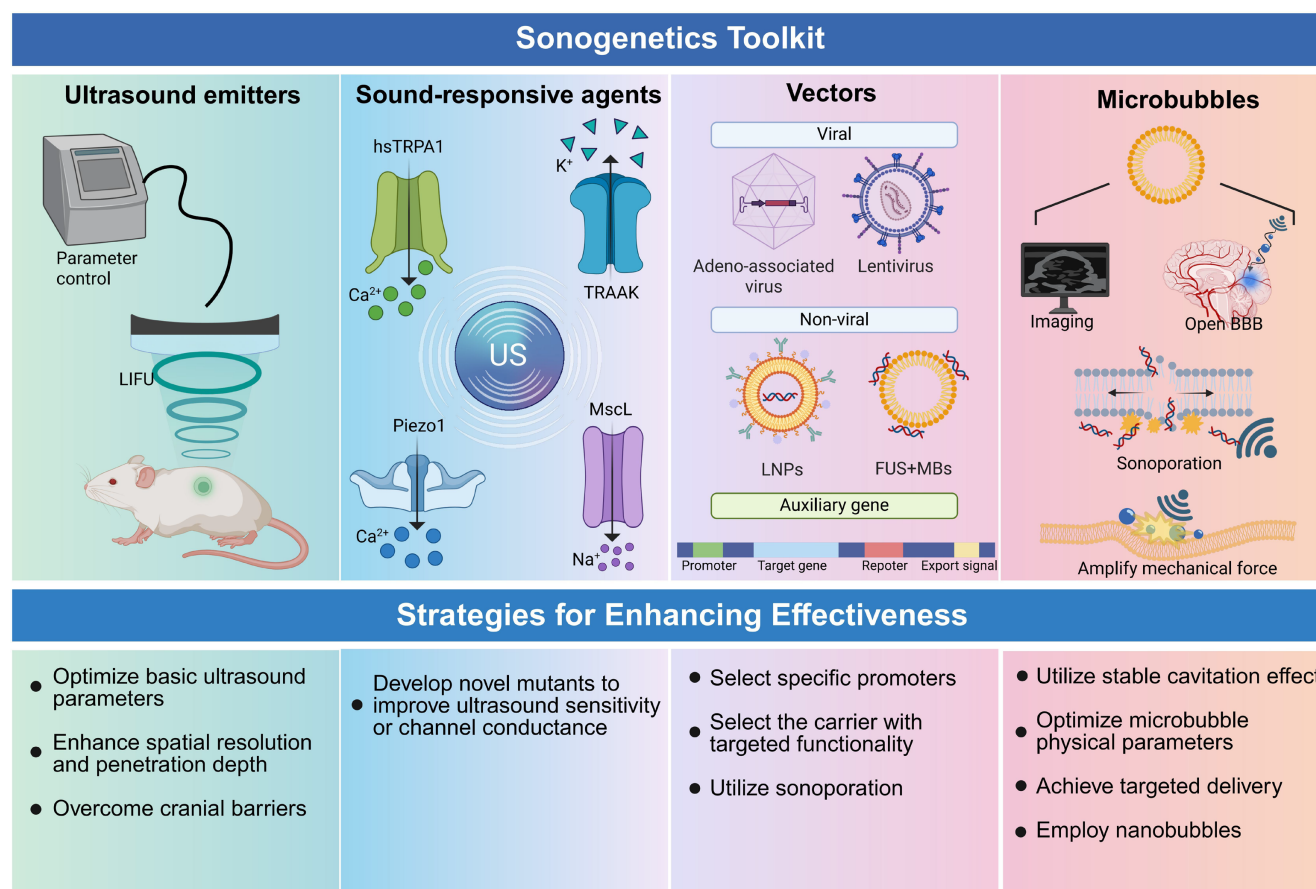 Sonogenetics Toolkit
Ultrasound emitters
Parameter
control
LIFU
Sound-responsive agents
hsTRPA1
Ca²⁺
K⁺
TRAAK
US
Piezo1
Ca²⁺
MscL
Na⁺
Vectors
Viral
Adeno-associated
virus
Lentivirus
Non-viral
LNPs
FUS+MBs
Auxiliary gene
Promoter
Target gene
Repoter
Export signal
Microbubbles
Imaging
Open BBB
Sonoporation
Amplify mechanical force
Strategies for Enhancing Effectiveness
● Optimize basic ultrasound
parameters
● Enhance spatial resolution
and penetration depth
● Overcome cranial barriers
● Develop novel mutants to
improve ultrasound sensitivity
or channel conductance
● Select specific promoters
● Select the carrier with
targeted functionality
● Utilize sonoporation
● Utilize stable cavitation effect
● Optimize microbubble
physical parameters
● Achieve targeted delivery
● Employ nanobubbles